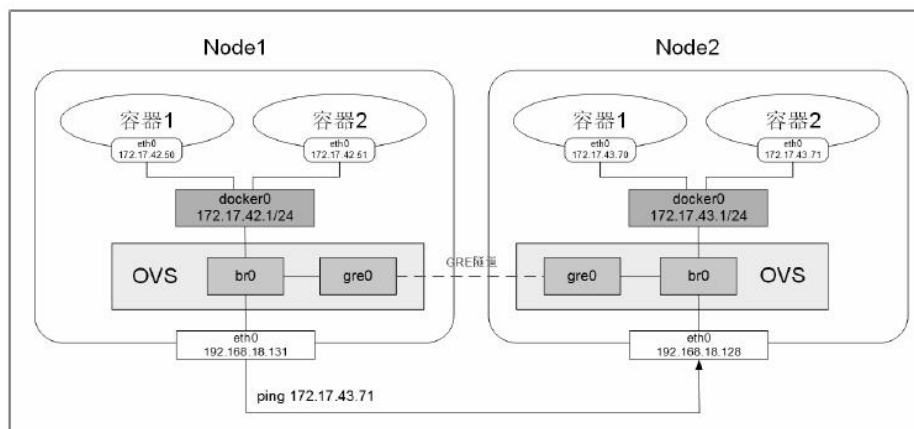 Node1
Node2
容器1
eth0
172.17.42.50
容器2
eth0
172.17.42.51
容器1
eth0
172.17.43.70
容器2
eth0
172.17.43.71
docker0
172.17.42.1/24
docker0
172.17.43.1/24
OVS
br0
gre0
GRE隧道
gre0
br0
OVS
eth0
192.168.18.131
eth0
192.168.18.128
ping 172.17.43.71